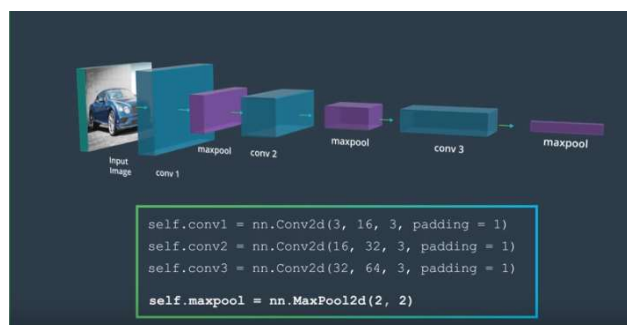 Input
Image
conv 1
maxpool
conv 2
maxpool
conv 3
maxpool
self.conv1 = nn.Conv2d(3, 16, 3, padding = 1)
self.conv2 = nn.Conv2d(16, 32, 3, padding = 1)
self.conv3 = nn.Conv2d(32, 64, 3, padding = 1)
self.maxpool = nn.MaxPool2d(2, 2)